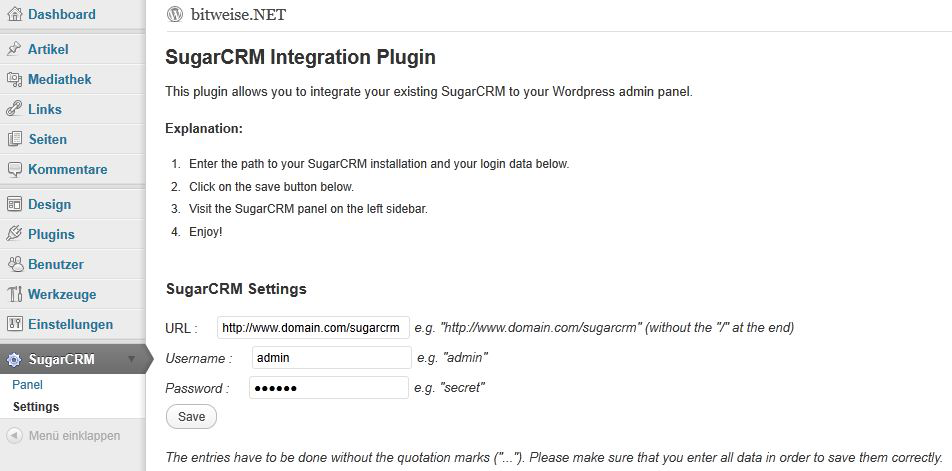 Dashboard
Artikel
Mediathek
Links
Seiten
Kommentare
Design
Plugins
Benutzer
Werkzeuge
Einstellungen
SugarCRM
Panel
Settings
Menü einklappen
bitweise.NET
SugarCRM Integration Plugin
This plugin allows you to integrate your existing SugarCRM to your Wordpress admin panel.
Explanation:
1. Enter the path to your SugarCRM installation and your login data below.
2. Click on the save button below.
3. Visit the SugarCRM panel on the left sidebar.
4. Enjoy!
SugarCRM Settings
URL : http://www.domain.com/sugarcrm e.g. "http://www.domain.com/sugarcrm" (without the "/" at the end)
Username : admin e.g. "admin"
Password : ●●●●●● e.g. "secret"
Save
The entries have to be done without the quotation marks ("..."). Please make sure that you enter all data in order to save them correctly.